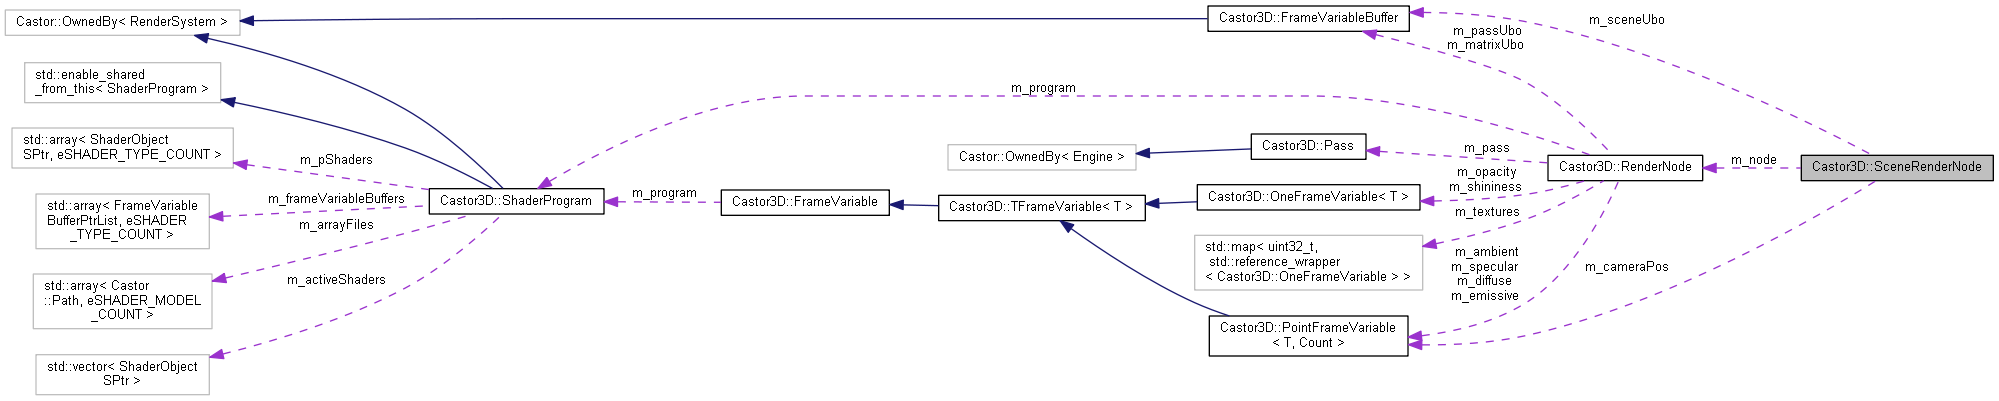 Castor::OwnedBy< RenderSystem >
std::enable_shared
_from_this< ShaderProgram >
std::array< ShaderObject
SPtr, eSHADER_TYPE_COUNT >
std::array< FrameVariable
BufferPtrList, eSHADER
_TYPE_COUNT >
std::array< Castor
::Path, eSHADER_MODEL
_COUNT >
std::vector< ShaderObject
SPtr >
m_pShaders
m_frameVariableBuffers
m_arrayFiles
m_activeShaders
Castor3D::ShaderProgram
m_program
Castor3D::FrameVariable
Castor::OwnedBy< Engine >
Castor3D::TFrameVariable< T >
m_program
Castor3D::FrameVariableBuffer
Castor3D::Pass
Castor3D::OneFrameVariable< T >
std::map< uint32_t,
std::reference_wrapper
< Castor3D::OneFrameVariable > >
Castor3D::PointFrameVariable
< T, Count >
m_passUbo
m_matrixUbo
m_pass
m_opacity
m_shininess
m_textures
m_ambient
m_specular
m_diffuse
m_emissive
m_sceneUbo
Castor3D::RenderNode
m_cameraPos
m_node
Castor3D::SceneRenderNode